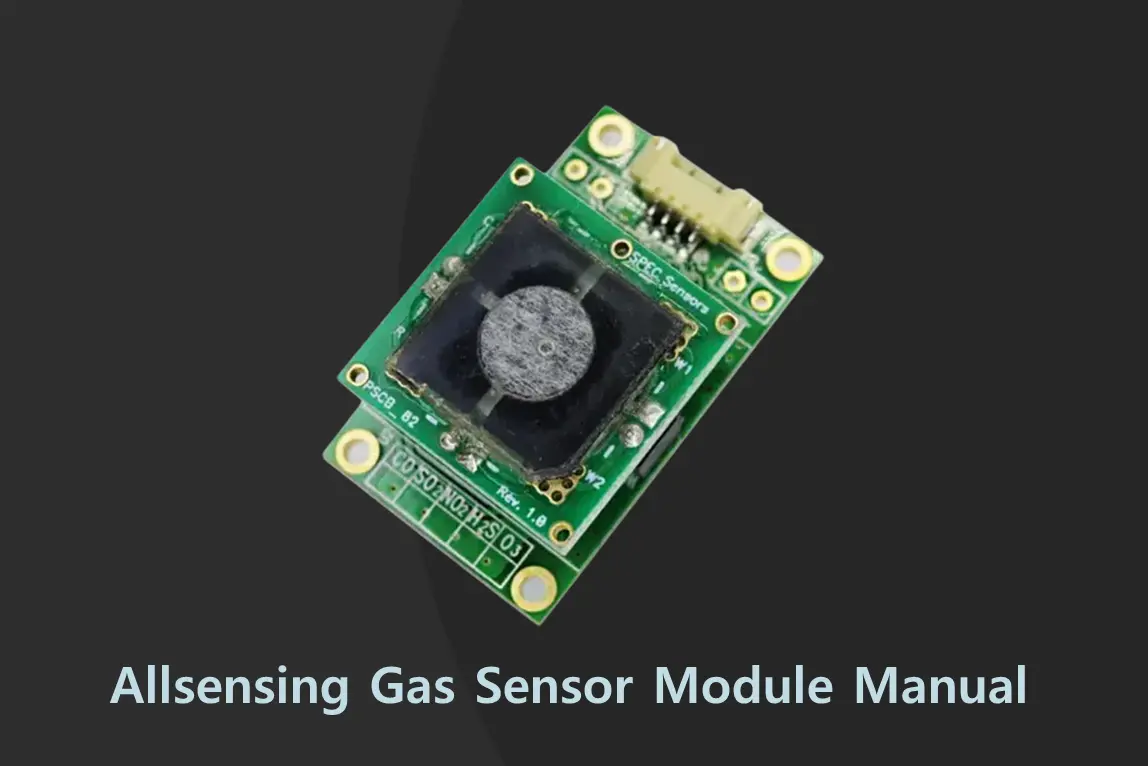 SPEC Sensors
C
R
W1
PSCB_B2
W2
Rev. 1.0
CO SO2 NO2 H2S O3
Allsensing Gas Sensor Module Manual